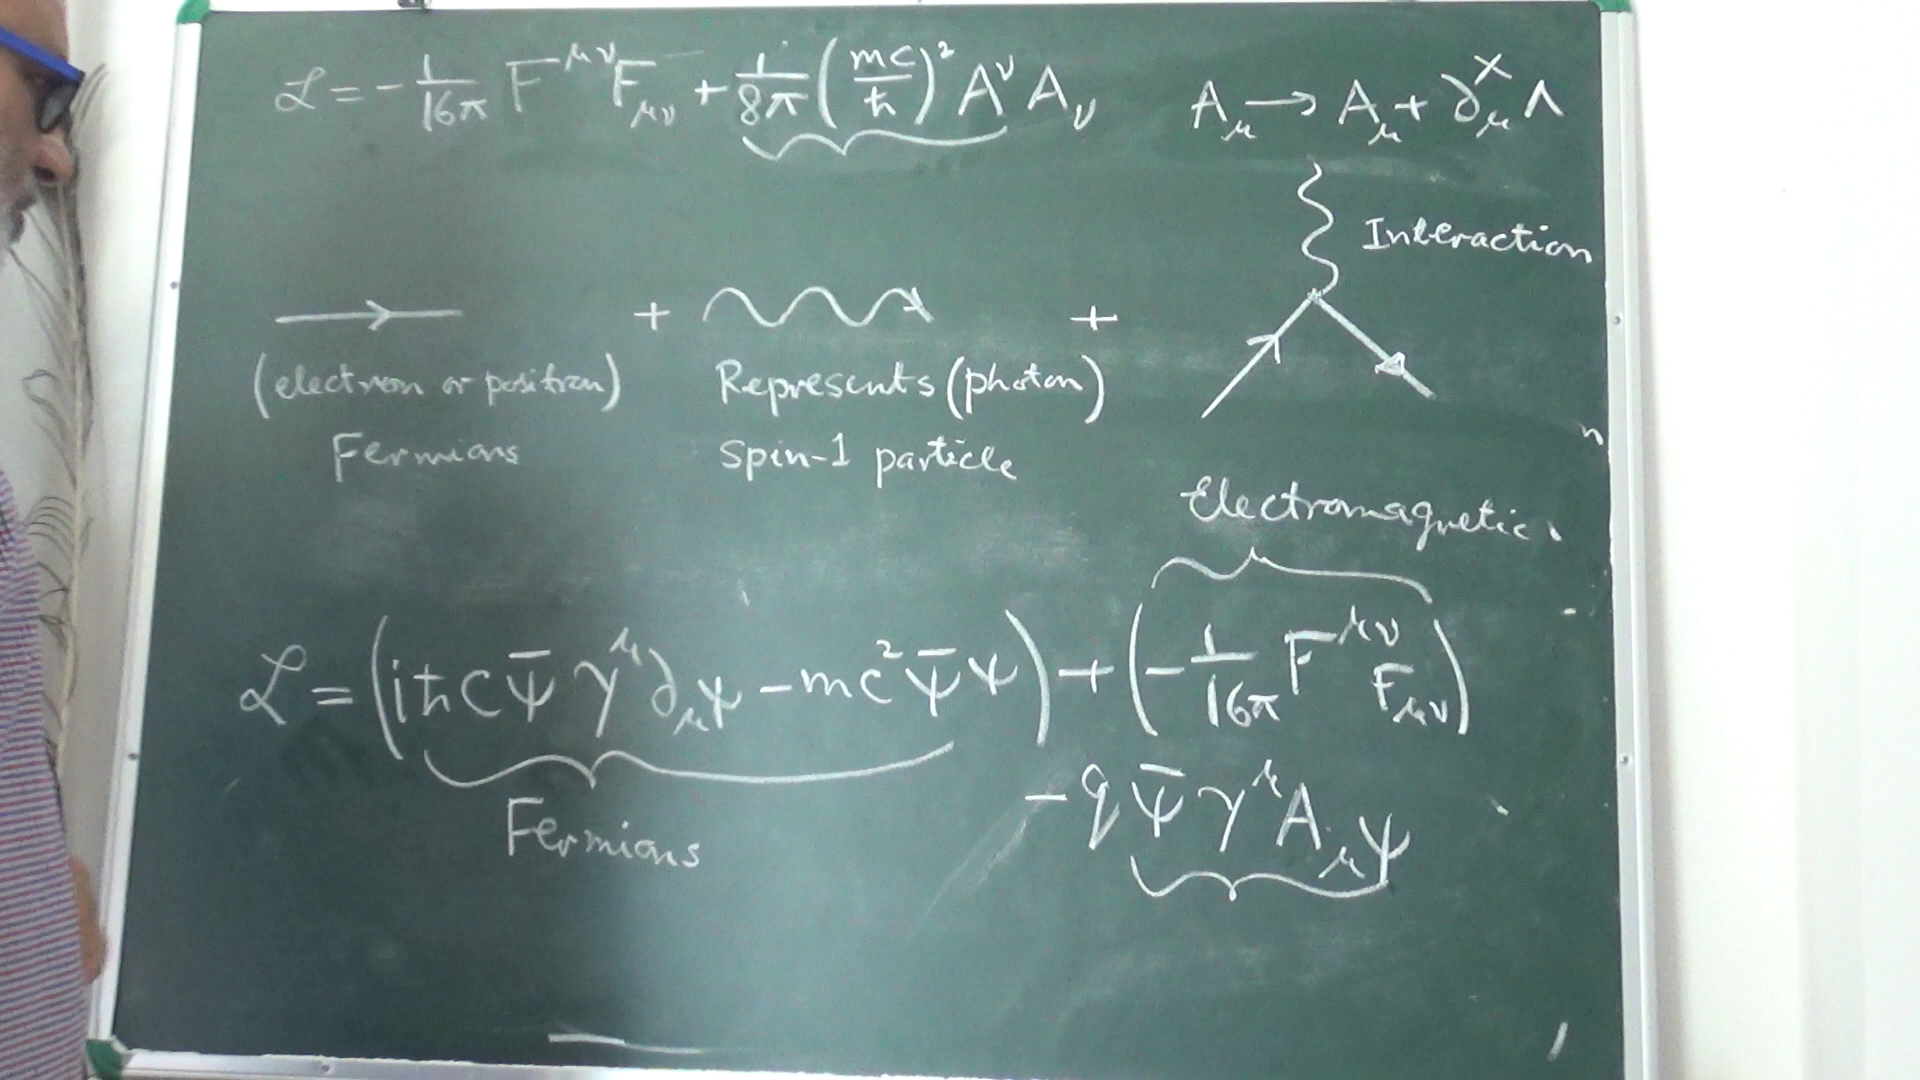 ℒ = -1/16π F^μν F_μν + 1/8π (mc/ħ)² A^ν A_ν    A_μ → A_μ + ∂_μ Λ
×
Interaction
→ + ~ +
(electron or positron) Represents (photon)
Fermions Spin-1 particle
Electromagnetic
ℒ = (iħc ψ̄ γ^μ ∂_μ ψ - mc² ψ̄ ψ) + (-1/16π F^μν F_μν)
- q ψ̄ γ^μ A_μ ψ
Fermions